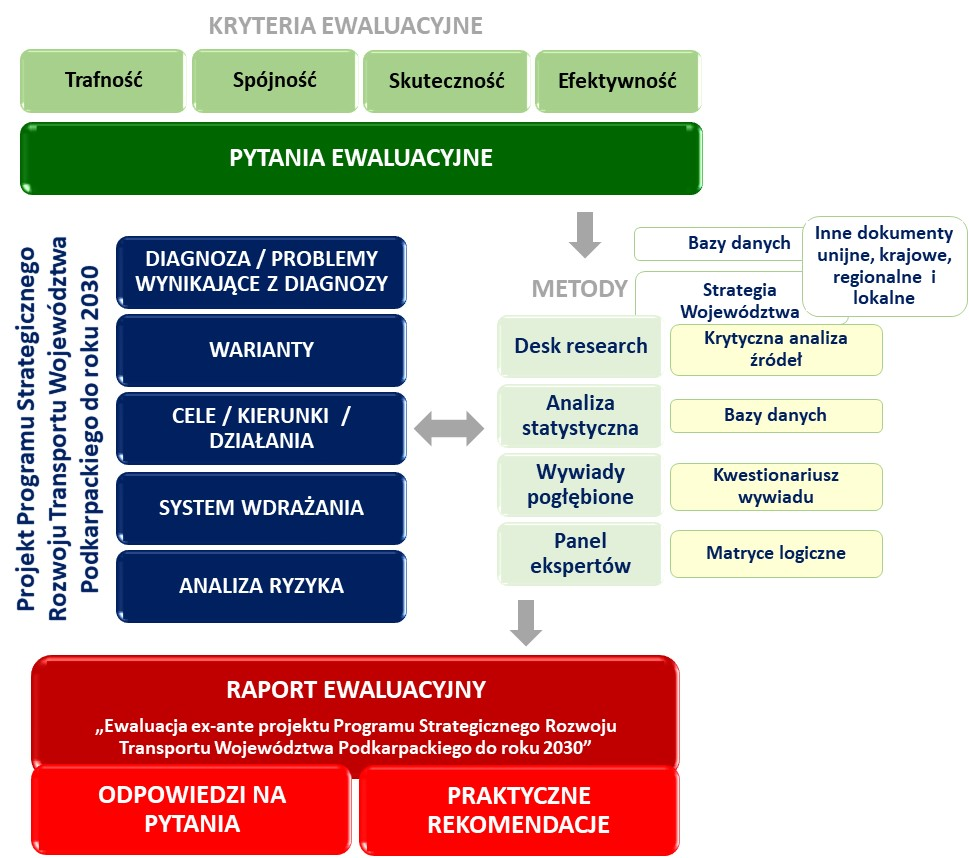 KRYTERIA EWALUACYJNE
Trafność
Spójność
Skuteczność
Efektywność
PYTANIA EWALUACYJNE
Projekt Programu Strategicznego
Rozwoju Transportu Województwa
Podkarpackiego do roku 2030
DIAGNOZA / PROBLEMY
WYNIKAJĄCE Z DIAGNOZY
WARIANTY
CELE / KIERUNKI /
DZIAŁANIA
SYSTEM WDRAŻANIA
ANALIZA RYZYKA
METODY
Bazy danych
Inne dokumenty
unijne, krajowe,
regionalne i
lokalne
Strategia
Województwa
Desk research
Krytyczna analiza
źródeł
Analiza
statystyczna
Bazy danych
Wywiady
pogłębione
Kwestionariusz
wywiadu
Panel
ekspertów
Matryce logiczne
RAPORT EWALUACYJNY
„Ewaluacja ex-ante projektu Programu Strategicznego Rozwoju
Transportu Województwa Podkarpackiego do roku 2030”
ODPOWIEDZI NA
PYTANIA
PRAKTYCZNE
REKOMENDACJE